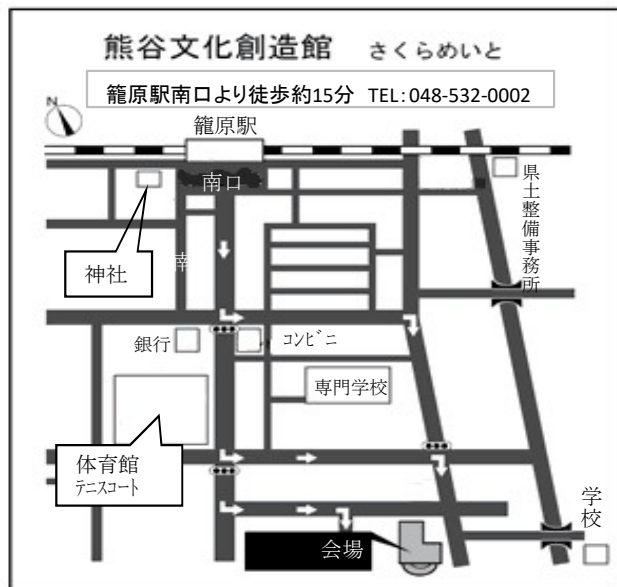 熊谷文化創造館 さくらめいと
籠原駅南口より徒歩約15分 TEL:048-532-0002
N
籠原駅
南口
県土整備事務所
神社
南
銀行
コンビニ
専門学校
体育館
テニスコート
学校
会場